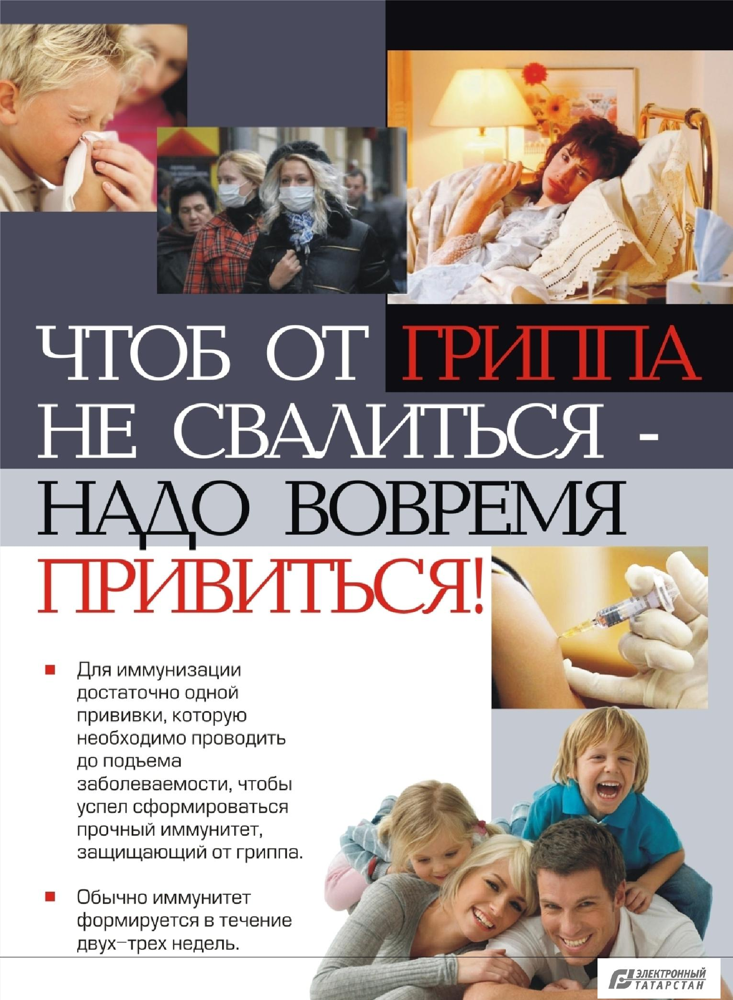 ЧТОБ ОТ ГРИППА
НЕ СВАЛИТЬСЯ -
НАДО ВОВРЕМЯ
ПРИВИТЬСЯ!
Для иммунизации
достаточно одной
прививки, которую
необходимо проводить
до подъема
заболеваемости, чтобы
успел сформироваться
прочный иммунитет,
защищающий от гриппа.
Обычно иммунитет
формируется в течение
двух–трех недель.
ЭЛЕКТРОННЫЙ
ТАТАРСТАН